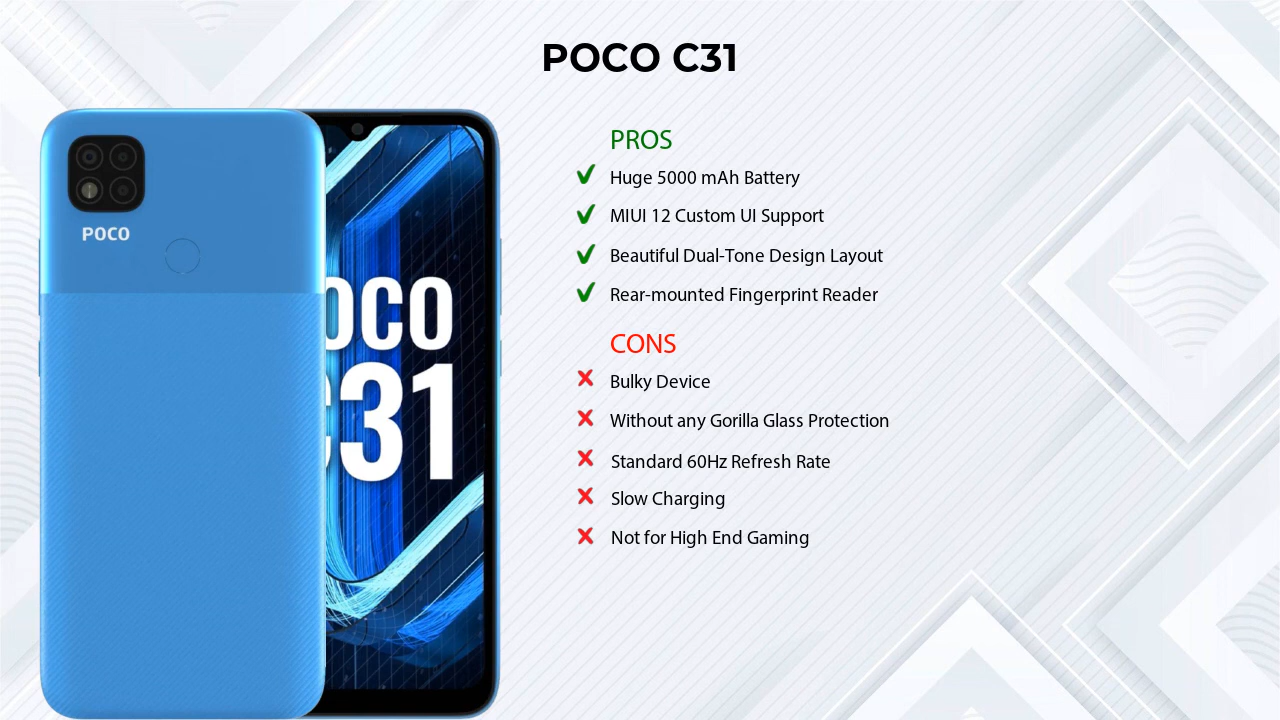 POCO C31
PROS
Huge 5000 mAh Battery
MIUI 12 Custom UI Support
Beautiful Dual-Tone Design Layout
Rear-mounted Fingerprint Reader
CONS
Bulky Device
Without any Gorilla Glass Protection
Standard 60Hz Refresh Rate
Slow Charging
Not for High End Gaming
POCO
OCO
C31